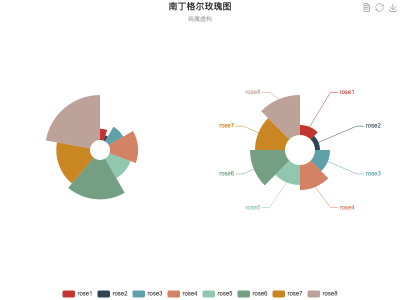 南丁格尔玫瑰图
纯属虚构
rose8
rose1
rose7
rose2
rose6
rose3
rose5
rose4
rose1 rose2 rose3 rose4 rose5 rose6 rose7 rose8